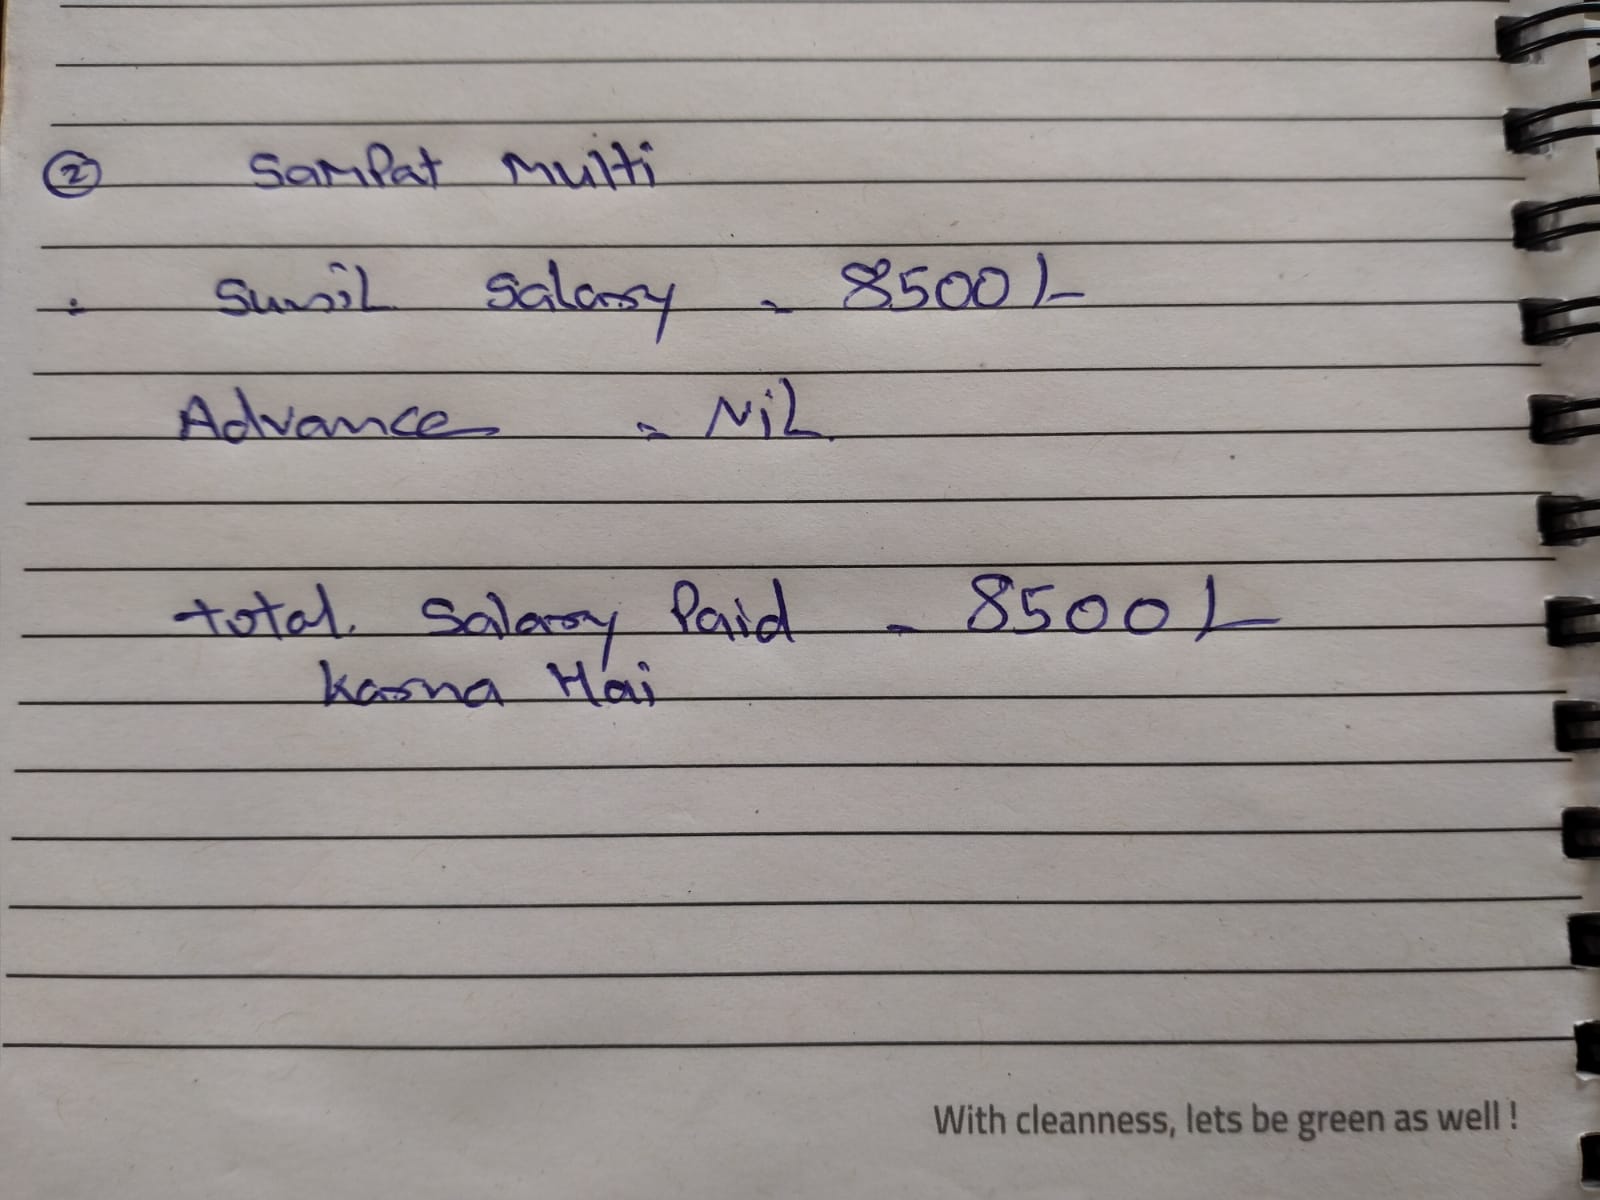 ② Sampat Multi
: Sunil Salary = 8500/-
Advance = Nil
total. Salary Paid = 8500/-
Karna Hai
With cleanness, lets be green as well !